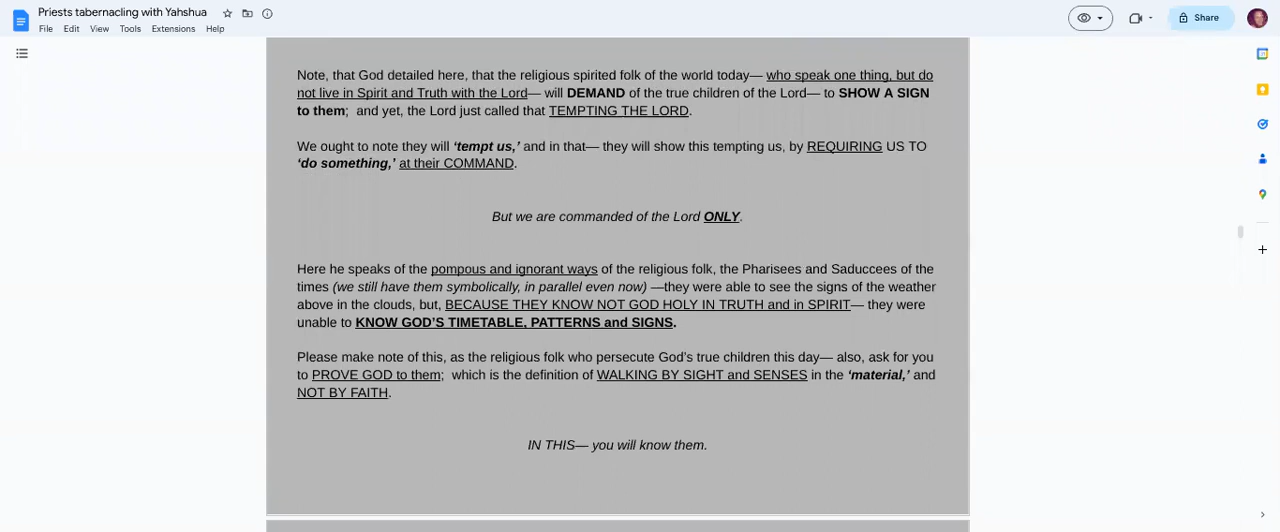 Priests tabernacling with Yahshua
File Edit View Tools Extensions Help
Share
Note, that God detailed here, that the religious spirited folk of the world today— who speak one thing, but do
not live in Spirit and Truth with the Lord— will DEMAND of the true children of the Lord— to SHOW A SIGN
to them;  and yet, the Lord just called that TEMPTING THE LORD.
We ought to note they will ‘tempt us,’ and in that— they will show this tempting us, by REQUIRING US TO
‘do something,’ at their COMMAND.
But we are commanded of the Lord ONLY.
Here he speaks of the pompous and ignorant ways of the religious folk, the Pharisees and Saduccees of the
times (we still have them symbolically, in parallel even now) —they were able to see the signs of the weather
above in the clouds, but, BECAUSE THEY KNOW NOT GOD HOLY IN TRUTH and in SPIRIT— they were
unable to KNOW GOD’S TIMETABLE, PATTERNS and SIGNS.
Please make note of this, as the religious folk who persecute God’s true children this day— also, ask for you
to PROVE GOD to them;  which is the definition of WALKING BY SIGHT and SENSES in the ‘material,’ and
NOT BY FAITH.
IN THIS— you will know them.